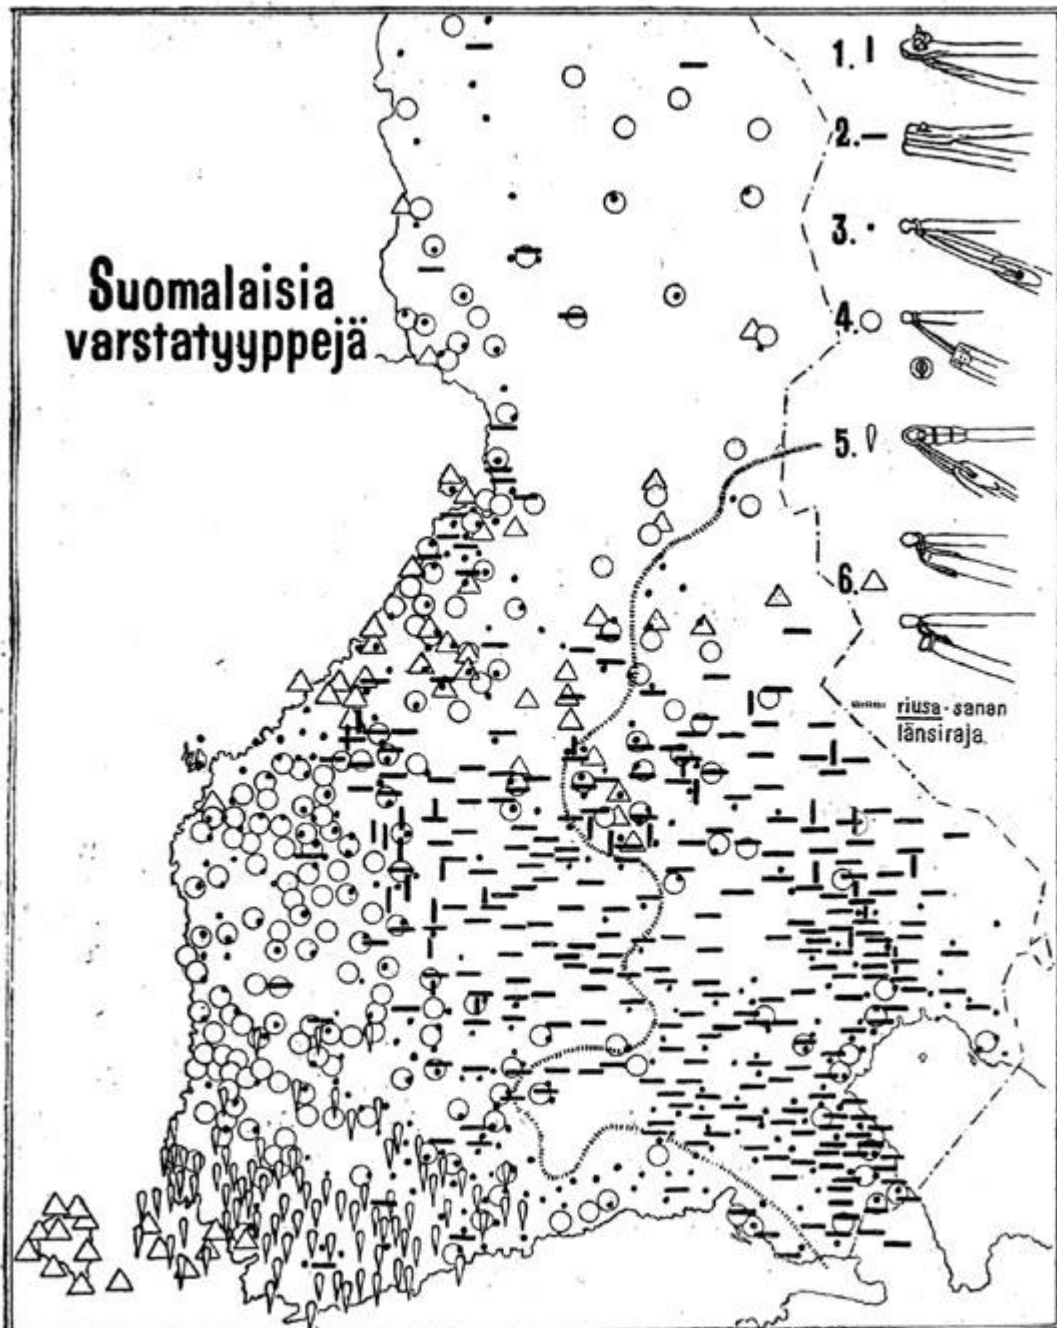 Suomalaisia
varstatyyppejä
1.
2.
3.
4.
5.
6.
riusa-sanan
länsiraja